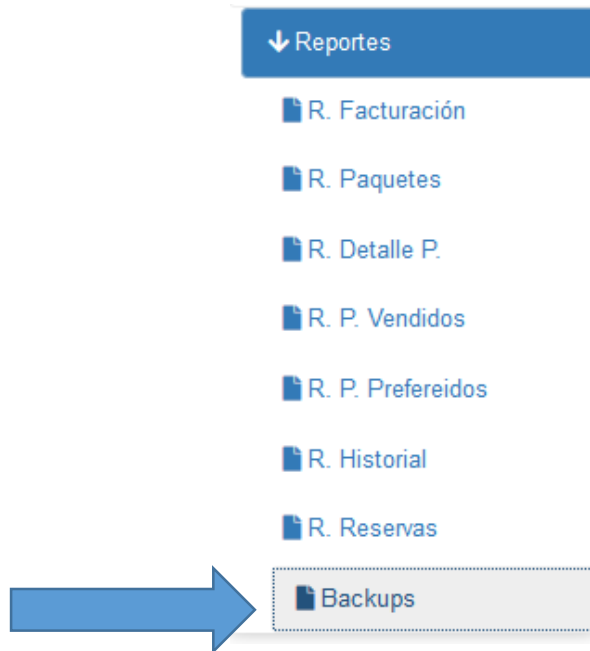 Reportes
R. Facturación
R. Paquetes
R. Detalle P.
R. P. Vendidos
R. P. Prefereidos
R. Historial
R. Reservas
Backups